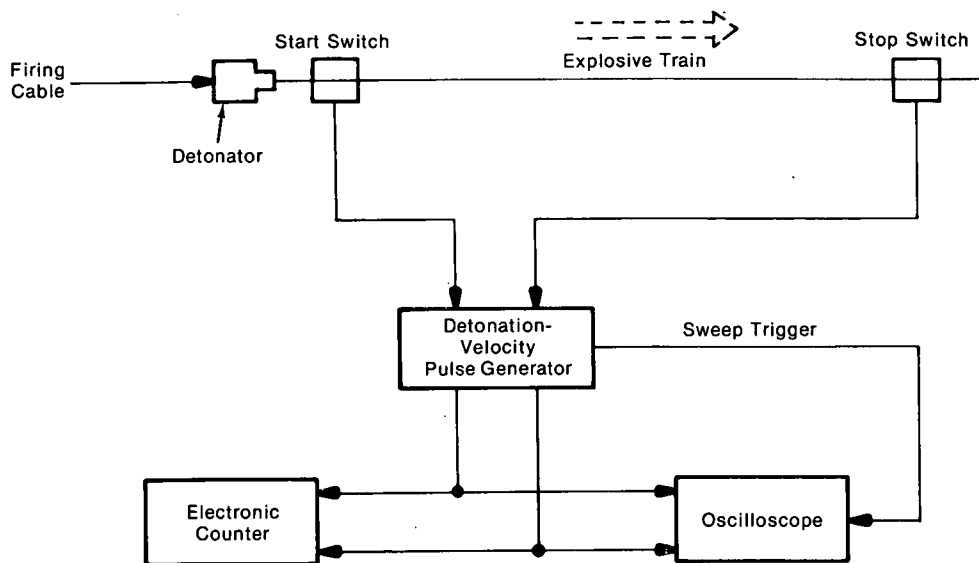 Start Switch
Stop Switch
Explosive Train
Firing
Cable
Detonator
Detonation-
Velocity
Pulse Generator
Sweep Trigger
Electronic
Counter
Oscilloscope